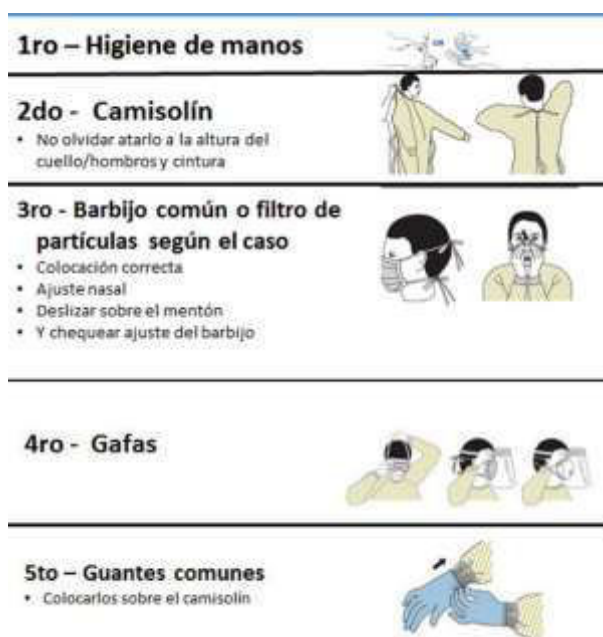 1ro – Higiene de manos
2do - Camisolín
• No olvidar atarlo a la altura del
cuello/hombros y cintura
3ro - Barbijo común o filtro de
partículas según el caso
• Colocación correcta
• Ajuste nasal
• Deslizar sobre el mentón
• Y chequear ajuste del barbijo
4ro - Gafas
5to – Guantes comunes
• Colocarlos sobre el camisolín